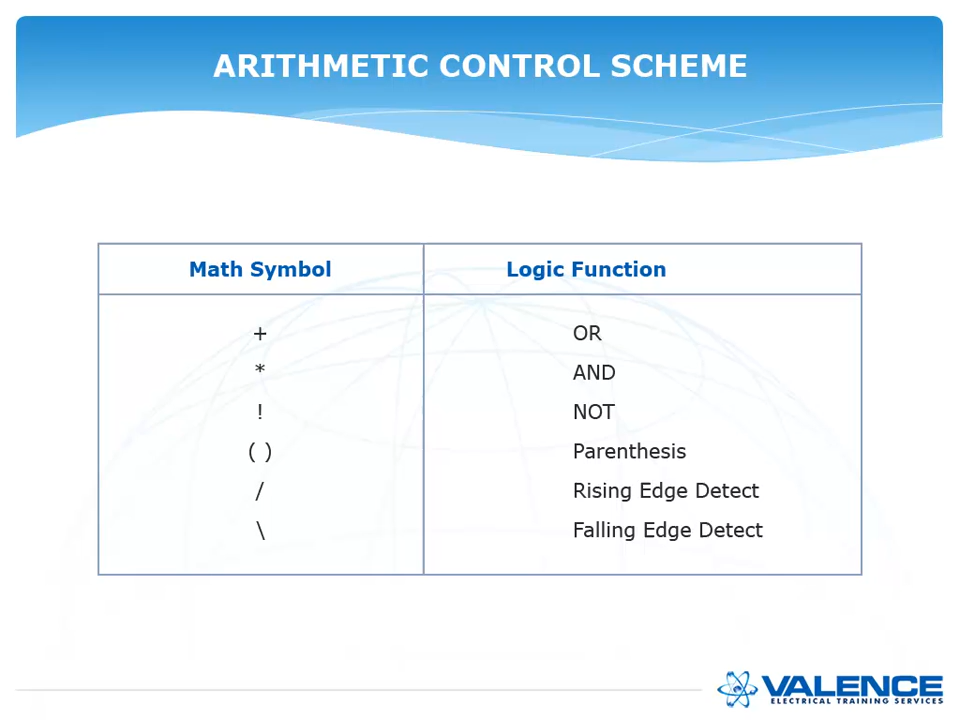 ARITHMETIC CONTROL SCHEME
Math Symbol Logic Function
+ OR
* AND
! NOT
( ) Parenthesis
/ Rising Edge Detect
\ Falling Edge Detect
VALENCE
ELECTRICAL TRAINING SERVICES